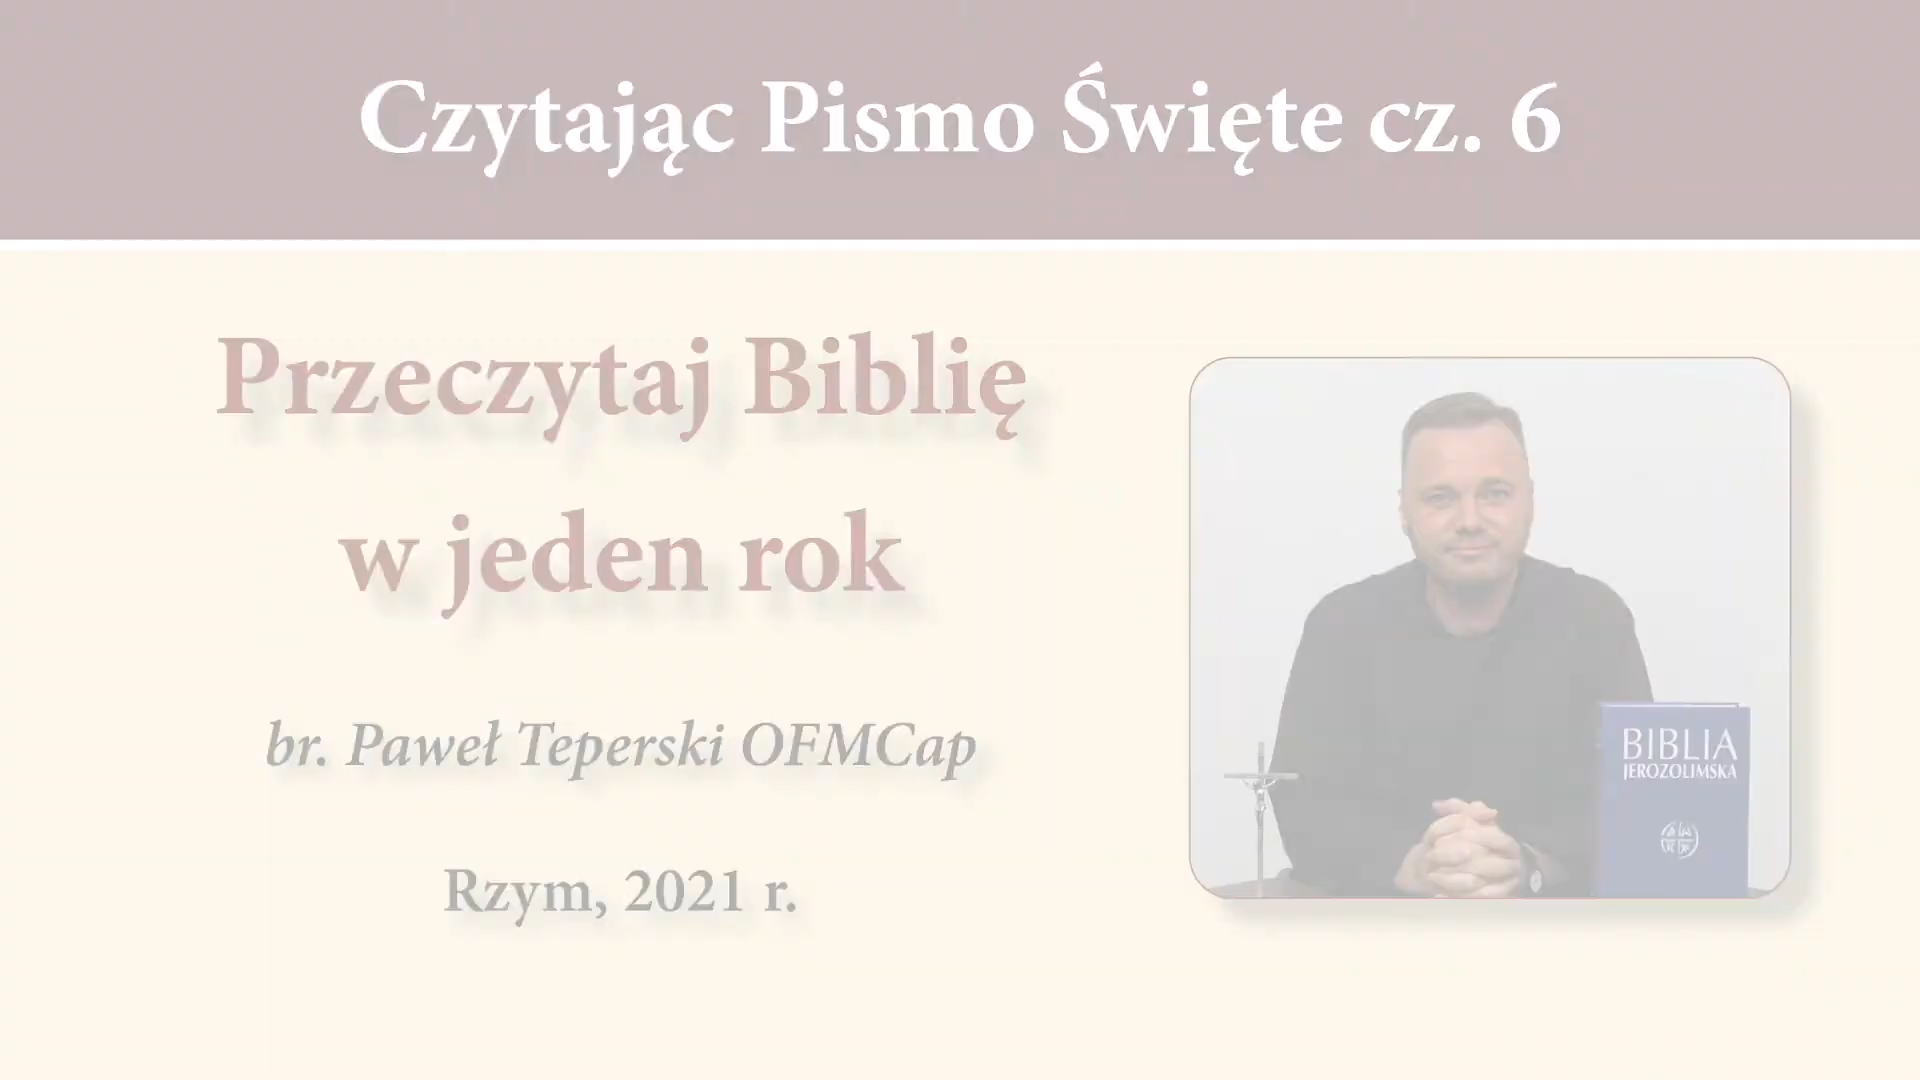 Czytając Pismo Święte cz. 6
Przeczytaj Biblię
w jeden rok
br. Paweł Teperski OFMCap
Rzym, 2021 r.
BIBLIA
JEROZOLIMSKA